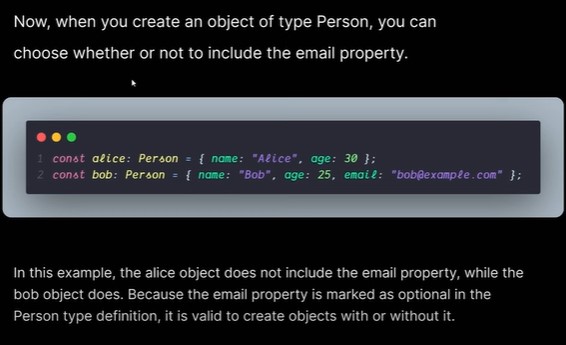 Now, when you create an object of type Person, you can
choose whether or not to include the email property.
1 const alice: Person = { name: "Alice", age: 30 };
2 const bob: Person = { name: "Bob", age: 25, email: "bob@example.com" };
In this example, the alice object does not include the email property, while the
bob object does. Because the email property is marked as optional in the
Person type definition, it is valid to create objects with or without it.